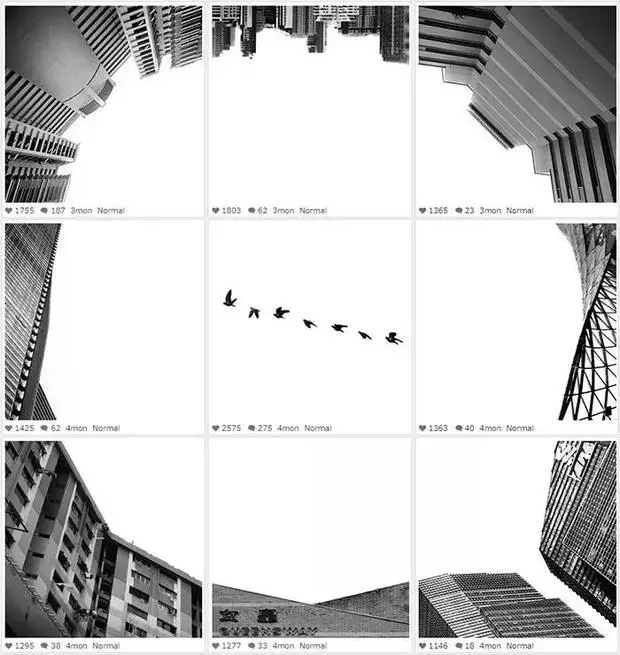 1755 187 3mon Normal
1803 62 3mon Normal
1365 23 3mon Normal
1425 62 4mon Normal
2575 275 4mon Normal
1363 40 4mon Normal
QUEENSWAY
1295 38 4mon Normal
1277 33 4mon Normal
1146 18 4mon Normal